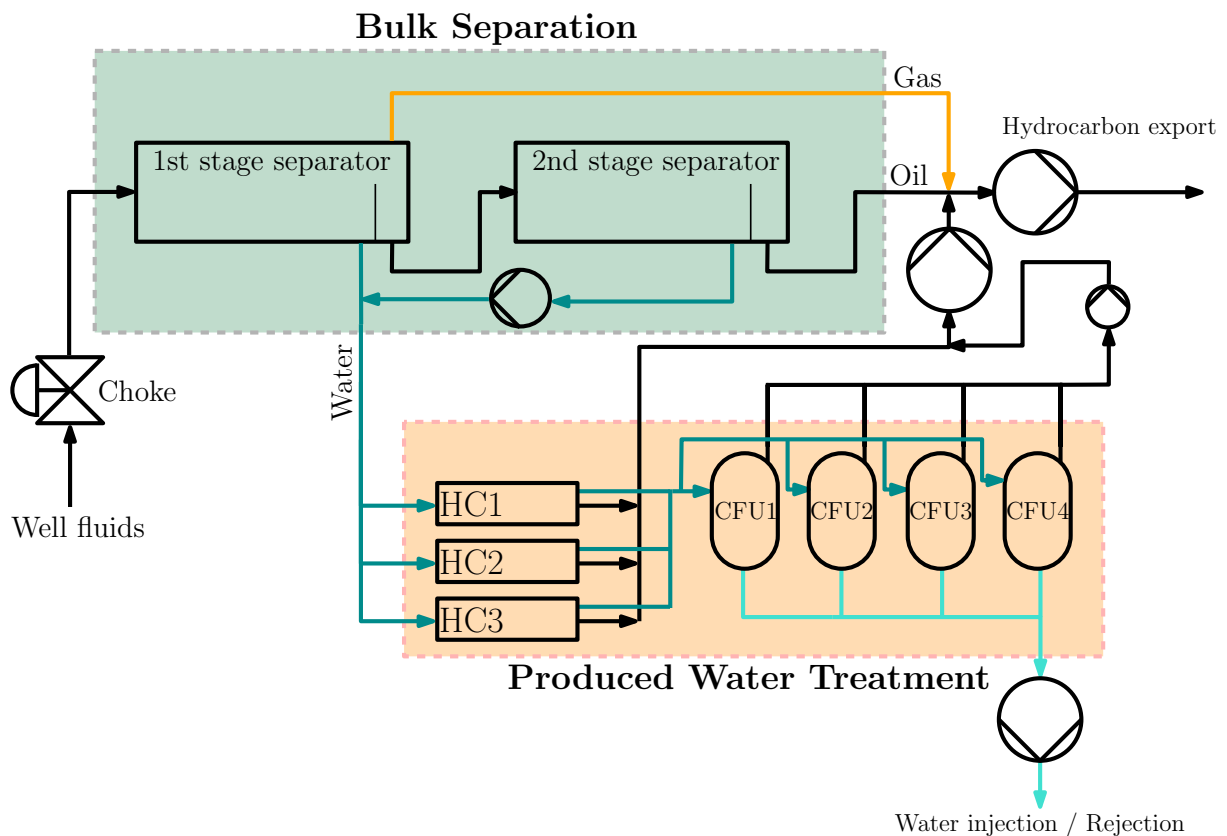 Bulk Separation
Gas
Hydrocarbon export
1st stage separator
2nd stage separator
Oil
Water
Choke
Well fluids
HC1
HC2
HC3
CFU1
CFU2
CFU3
CFU4
Produced Water Treatment
Water injection / Rejection